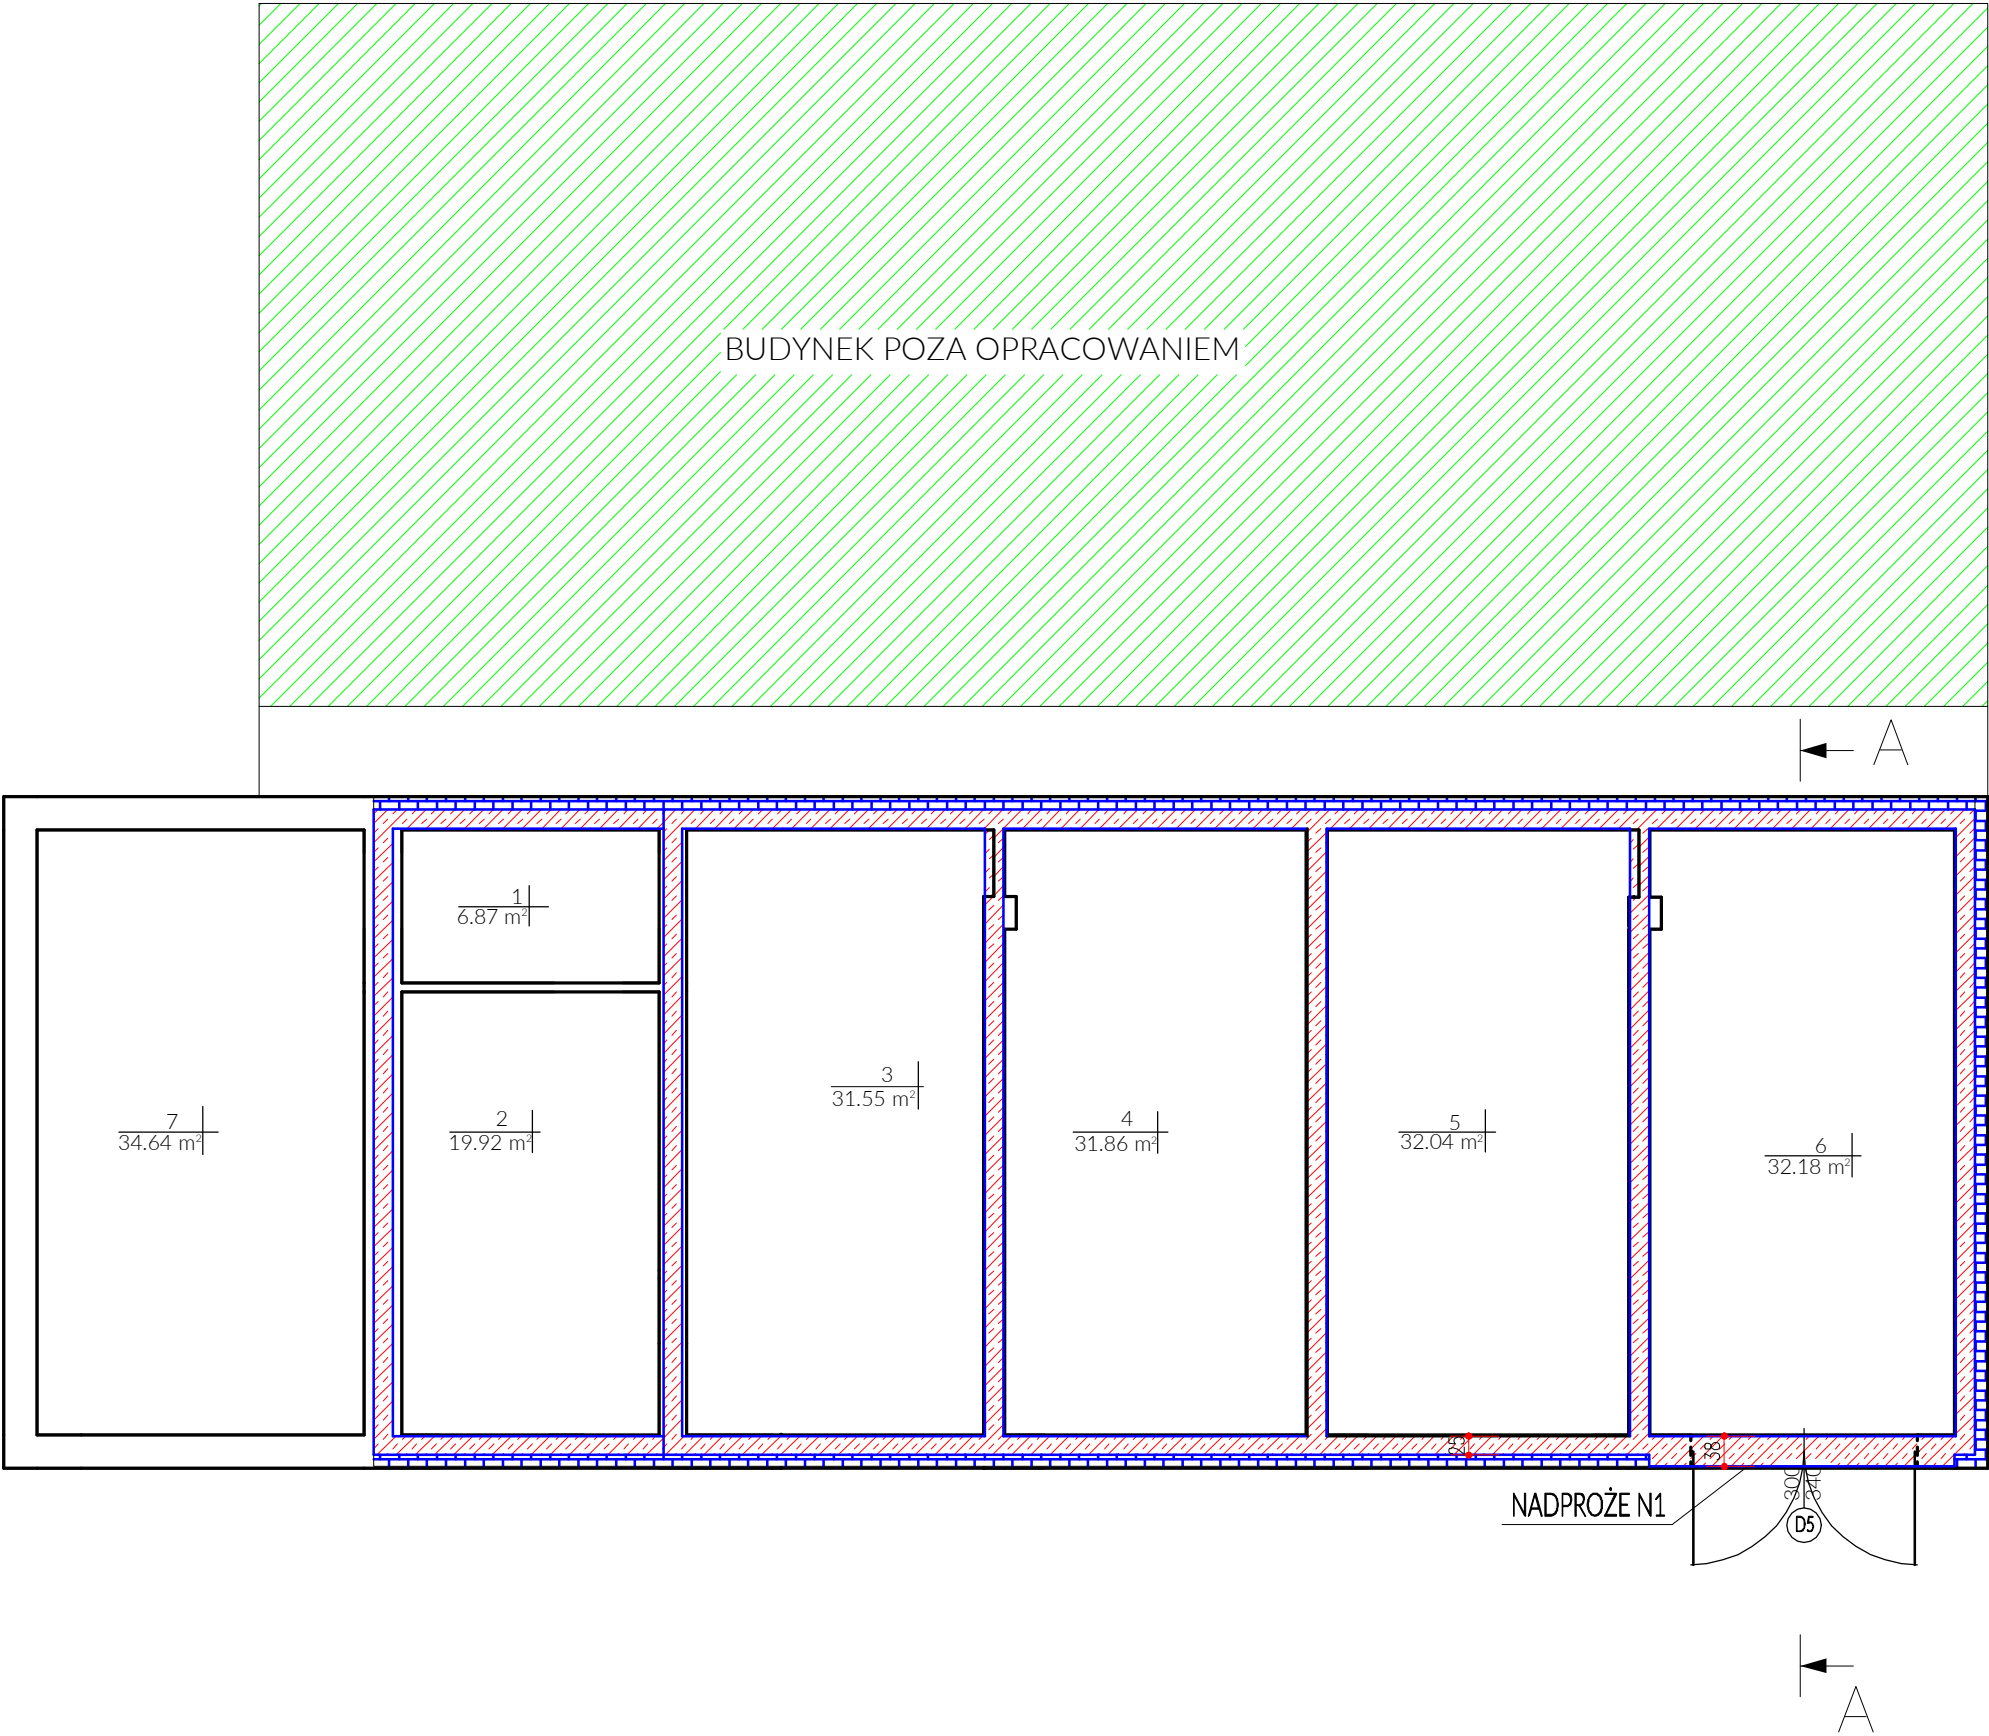 BUDYNEK POZA OPRACOWANIEM
A
1
6.87 m²
3
31.55 m²
7
34.64 m²
2
19.92 m²
4
31.86 m²
5
32.04 m²
6
32.18 m²
25
38
300
340
NADPROŻE N1
D5
A